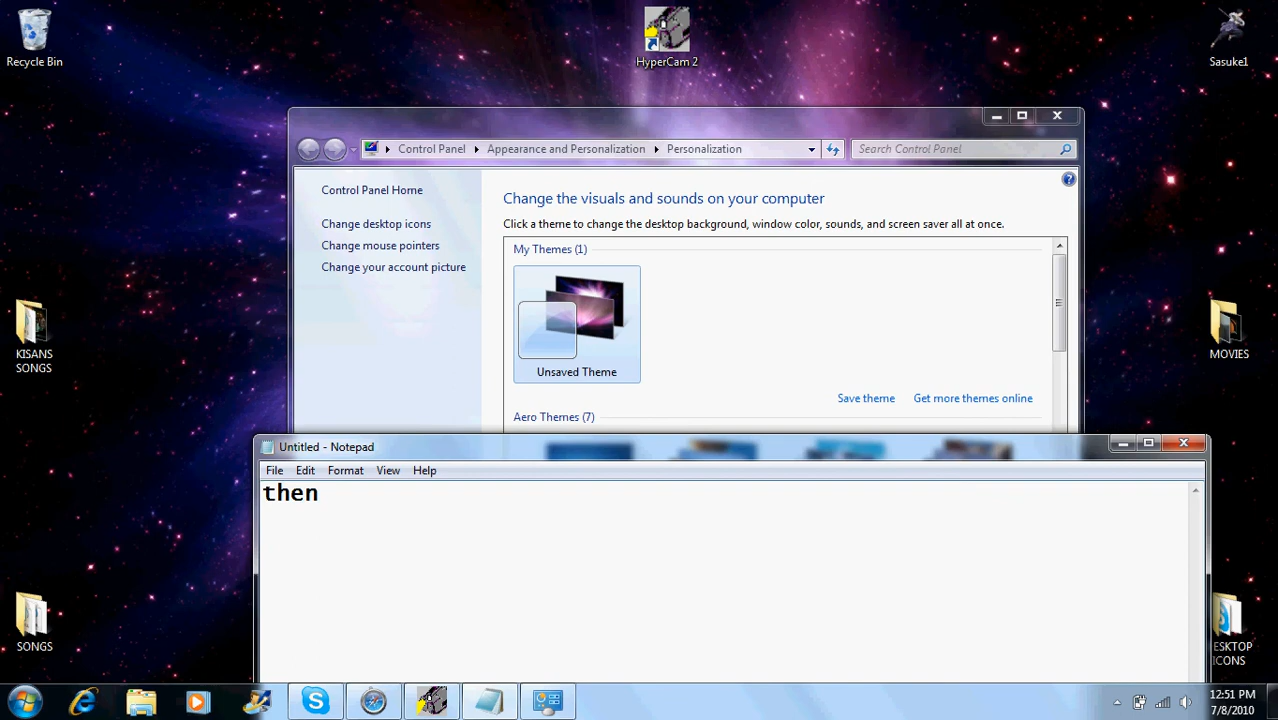 Recycle Bin
HyperCam 2
Sasuke1
Control Panel
Appearance and Personalization
Personalization
Search Control Panel
Control Panel Home
Change desktop icons
Change mouse pointers
Change your account picture
Change the visuals and sounds on your computer
Click a theme to change the desktop background, window color, sounds, and screen saver all at once.
My Themes (1)
Unsaved Theme
Save theme
Get more themes online
Aero Themes (7)
KISANS
SONGS
MOVIES
Untitled - Notepad
File Edit Format View Help
then
SONGS
ESKTOP
ICONS
12:51 PM
7/8/2010